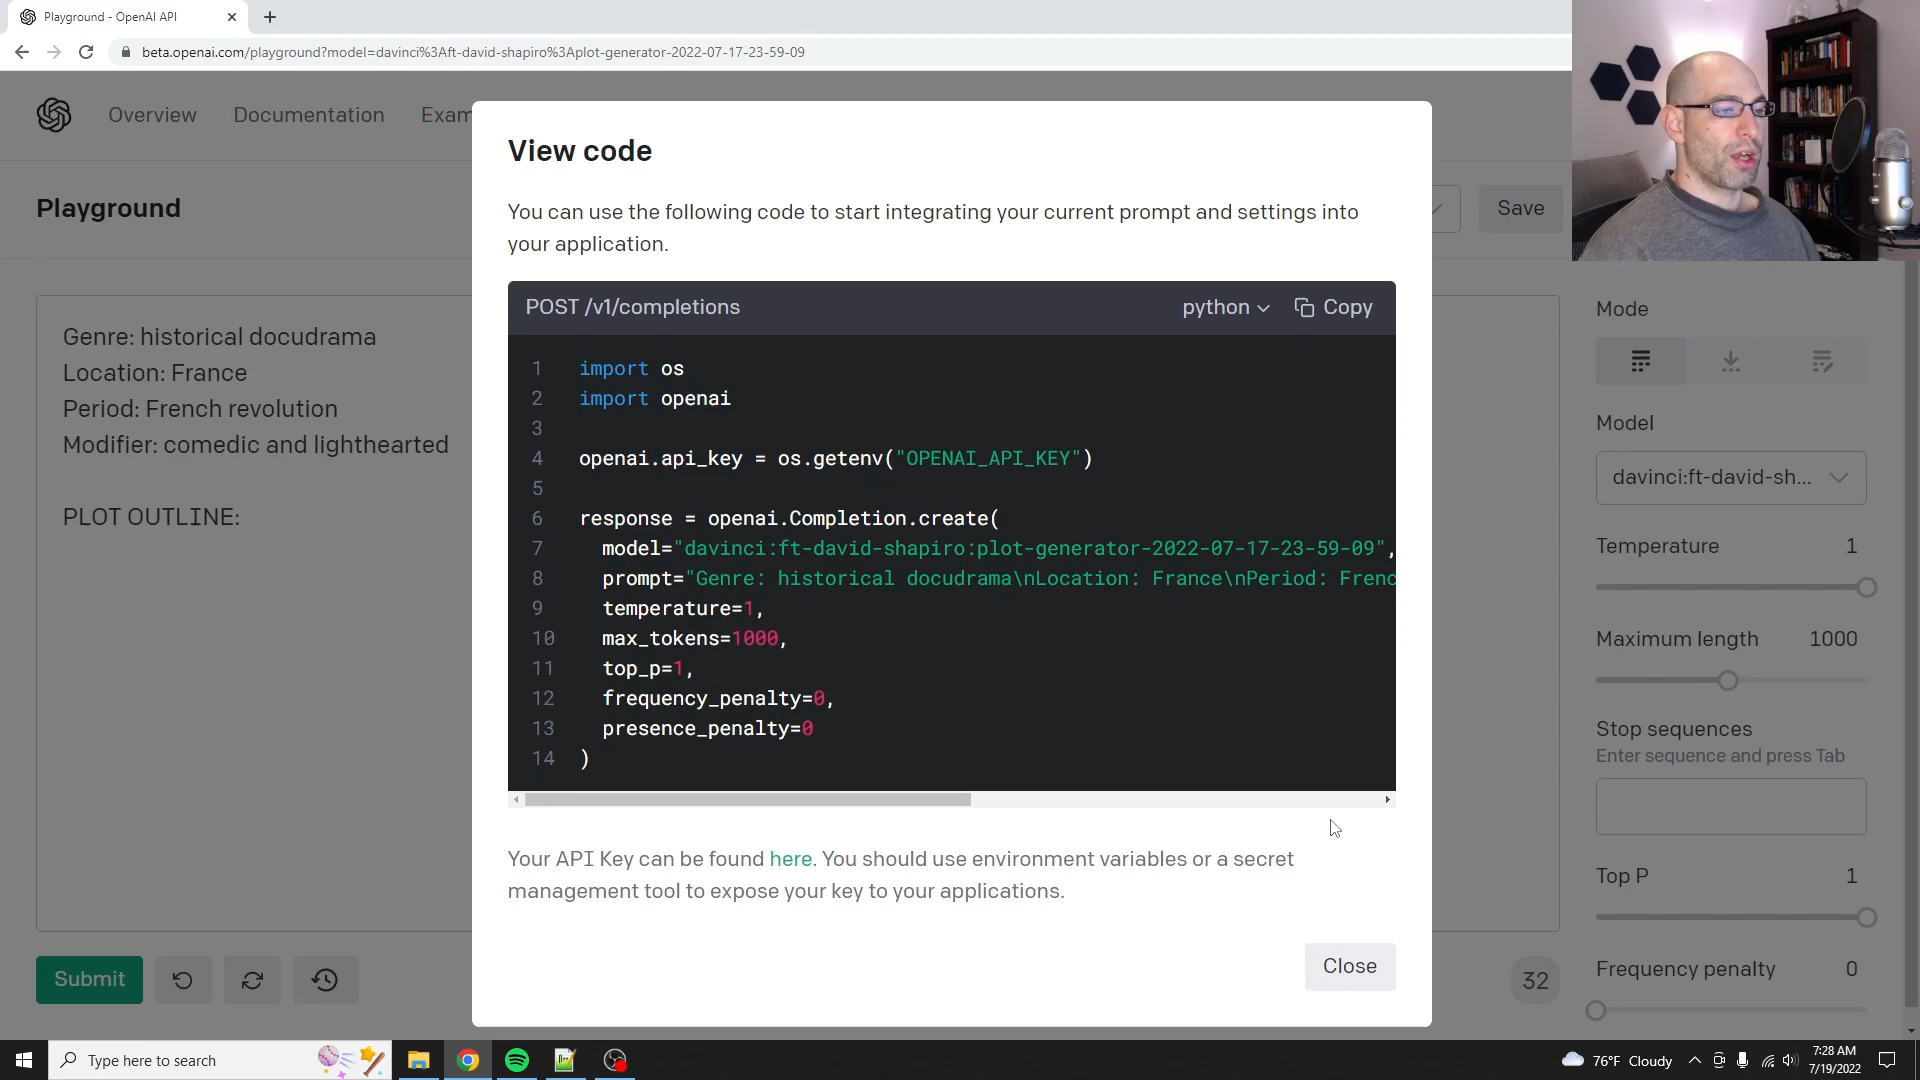 Playground - OpenAI API
beta.openai.com/playground?model=davinci%3Aft-david-shapiro%3Aplot-generator-2022-07-17-23-59-09
Overview
Documentation
Exam
Playground
Save
View code
You can use the following code to start integrating your current prompt and settings into
your application.
POST /v1/completions
python
Copy
1 import os
2 import openai
3
4 openai.api_key = os.getenv("OPENAI_API_KEY")
5
6 response = openai.Completion.create(
7 model="davinci:ft-david-shapiro:plot-generator-2022-07-17-23-59-09",
8 prompt="Genre: historical docudrama\nLocation: France\nPeriod: Frenc
9 temperature=1,
10 max_tokens=1000,
11 top_p=1,
12 frequency_penalty=0,
13 presence_penalty=0
14 )
Your API Key can be found here. You should use environment variables or a secret
management tool to expose your key to your applications.
Close
Genre: historical docudrama
Location: France
Period: French revolution
Modifier: comedic and lighthearted
PLOT OUTLINE:
Submit
32
Mode
Model
davinci:ft-david-sh...
Temperature 1
Maximum length 1000
Stop sequences
Enter sequence and press Tab
Top P 1
Frequency penalty 0
Type here to search
76°F Cloudy
7:28 AM
7/19/2022